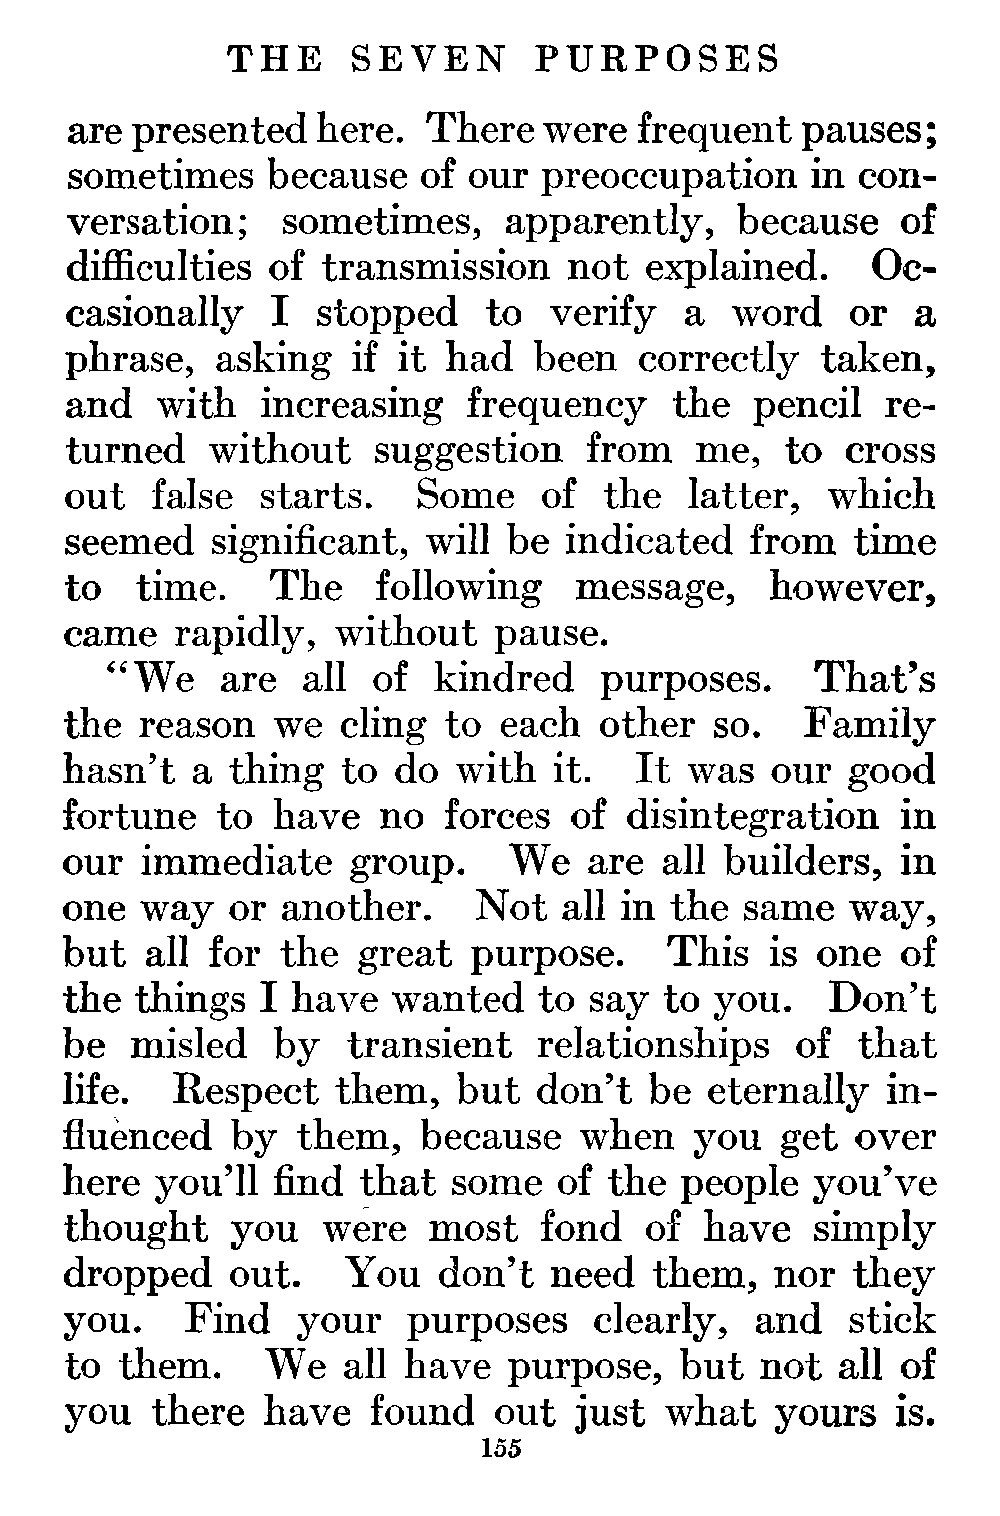 THE SEVEN PURPOSES
are presented here. There were frequent pauses;
sometimes because of our preoccupation in con-
versation; sometimes, apparently, because of
difficulties of transmission not explained. Oc-
casionally I stopped to verify a word or a
phrase, asking if it had been correctly taken,
and with increasing frequency the pencil re-
turned without suggestion from me, to cross
out false starts. Some of the latter, which
seemed significant, will be indicated from time
to time. The following message, however,
came rapidly, without pause.
“We are all of kindred purposes. That’s
the reason we cling to each other so. Family
hasn’t a thing to do with it. It was our good
fortune to have no forces of disintegration in
our immediate group. We are all builders, in
one way or another. Not all in the same way,
but all for the great purpose. This is one of
the things I have wanted to say to you. Don’t
be misled by transient relationships of that
life. Respect them, but don’t be eternally in-
fluenced by them, because when you get over
here you’ll find that some of the people you’ve
thought you were most fond of have simply
dropped out. You don’t need them, nor they
you. Find your purposes clearly, and stick
to them. We all have purpose, but not all of
you there have found out just what yours is.
155